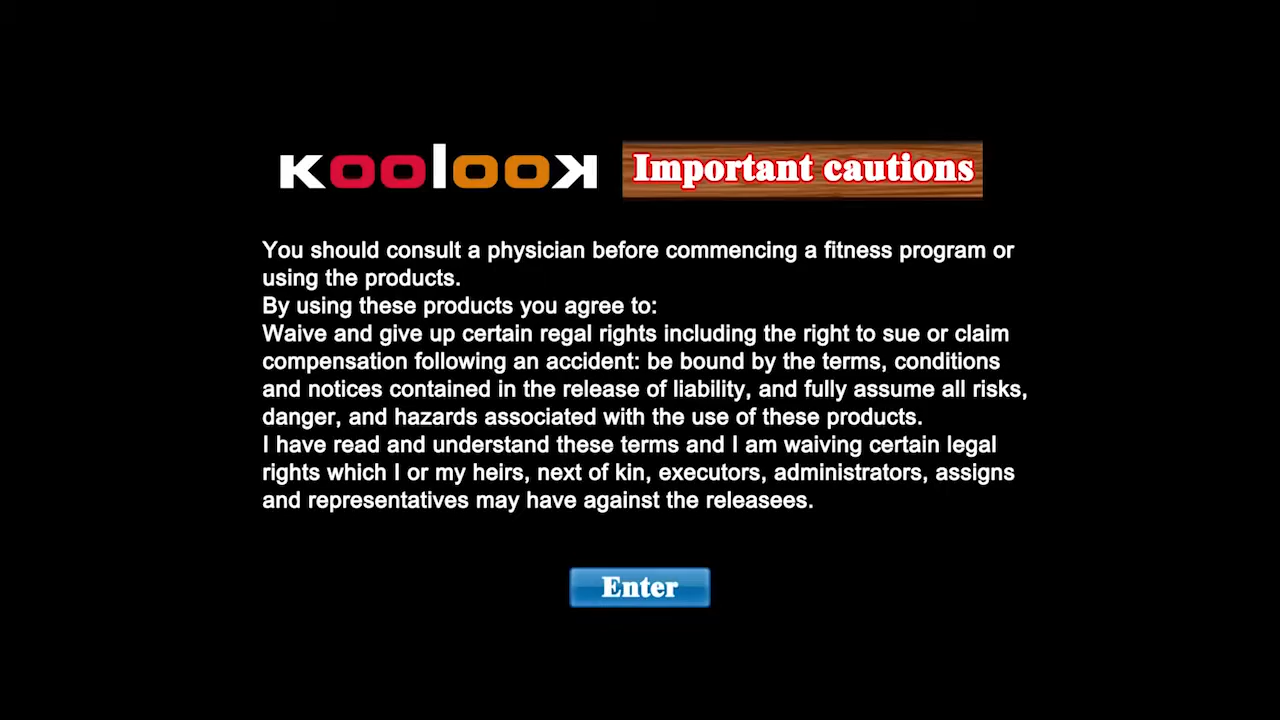 Koolook Important cautions
You should consult a physician before commencing a fitness program or
using the products.
By using these products you agree to:
Waive and give up certain regal rights including the right to sue or claim
compensation following an accident: be bound by the terms, conditions
and notices contained in the release of liability, and fully assume all risks,
danger, and hazards associated with the use of these products.
I have read and understand these terms and I am waiving certain legal
rights which I or my heirs, next of kin, executors, administrators, assigns
and representatives may have against the releasees.
Enter